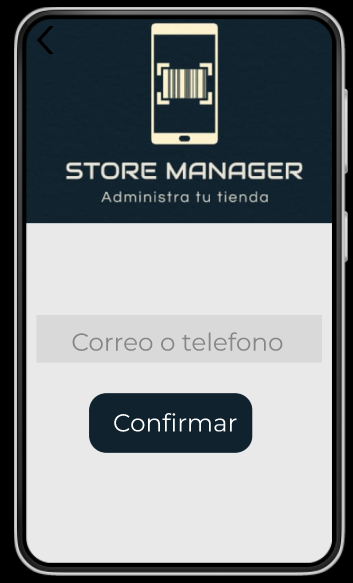 STORE MANAGER
Administra tu tienda
Correo o telefono
Confirmar